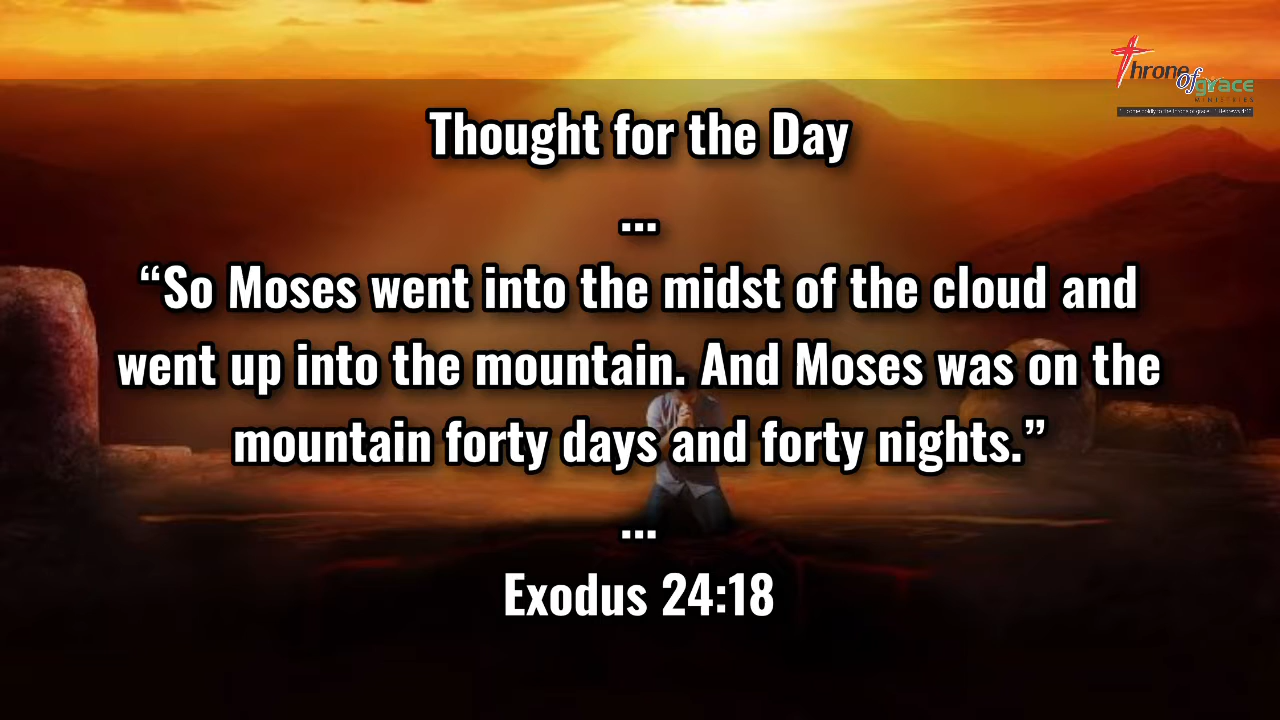 Throne
of grace
MINISTRIES
Thought for the Day
...
“So Moses went into the midst of the cloud and
went up into the mountain. And Moses was on the
mountain forty days and forty nights.”
...
Exodus 24:18